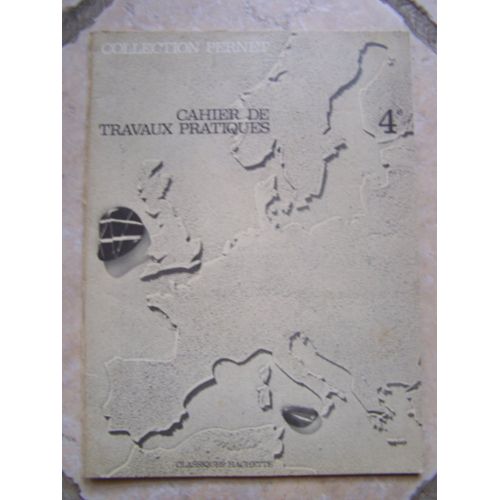 COLLECTION PERNET
CAHIER DE
TRAVAUX PRATIQUES
4e
CLASSIQUES HACHETTE